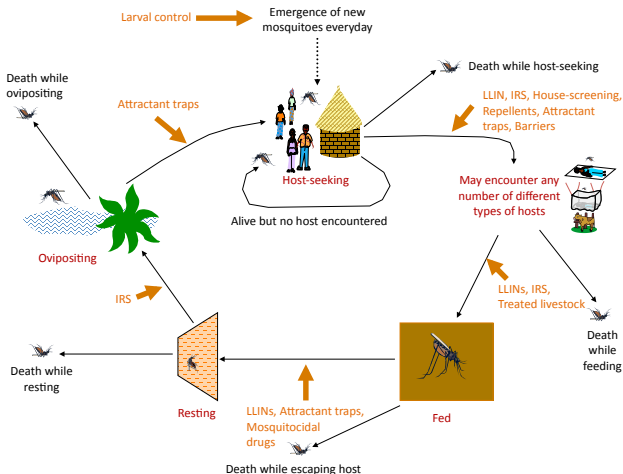 Larval control
Emergence of new
mosquitoes everyday
Death while
ovipositing
Attractant traps
Death while host-seeking
LLIN, IRS, House-screening,
Repellents, Attractant
traps, Barriers
Host-seeking
May encounter any
number of different
types of hosts
Alive but no host encountered
Ovipositing
LLINs, IRS,
Treated livestock
IRS
Death
while
feeding
Death while
resting
Resting
LLINs, Attractant traps,
Mosquitocidal
drugs
Fed
Death while escaping host